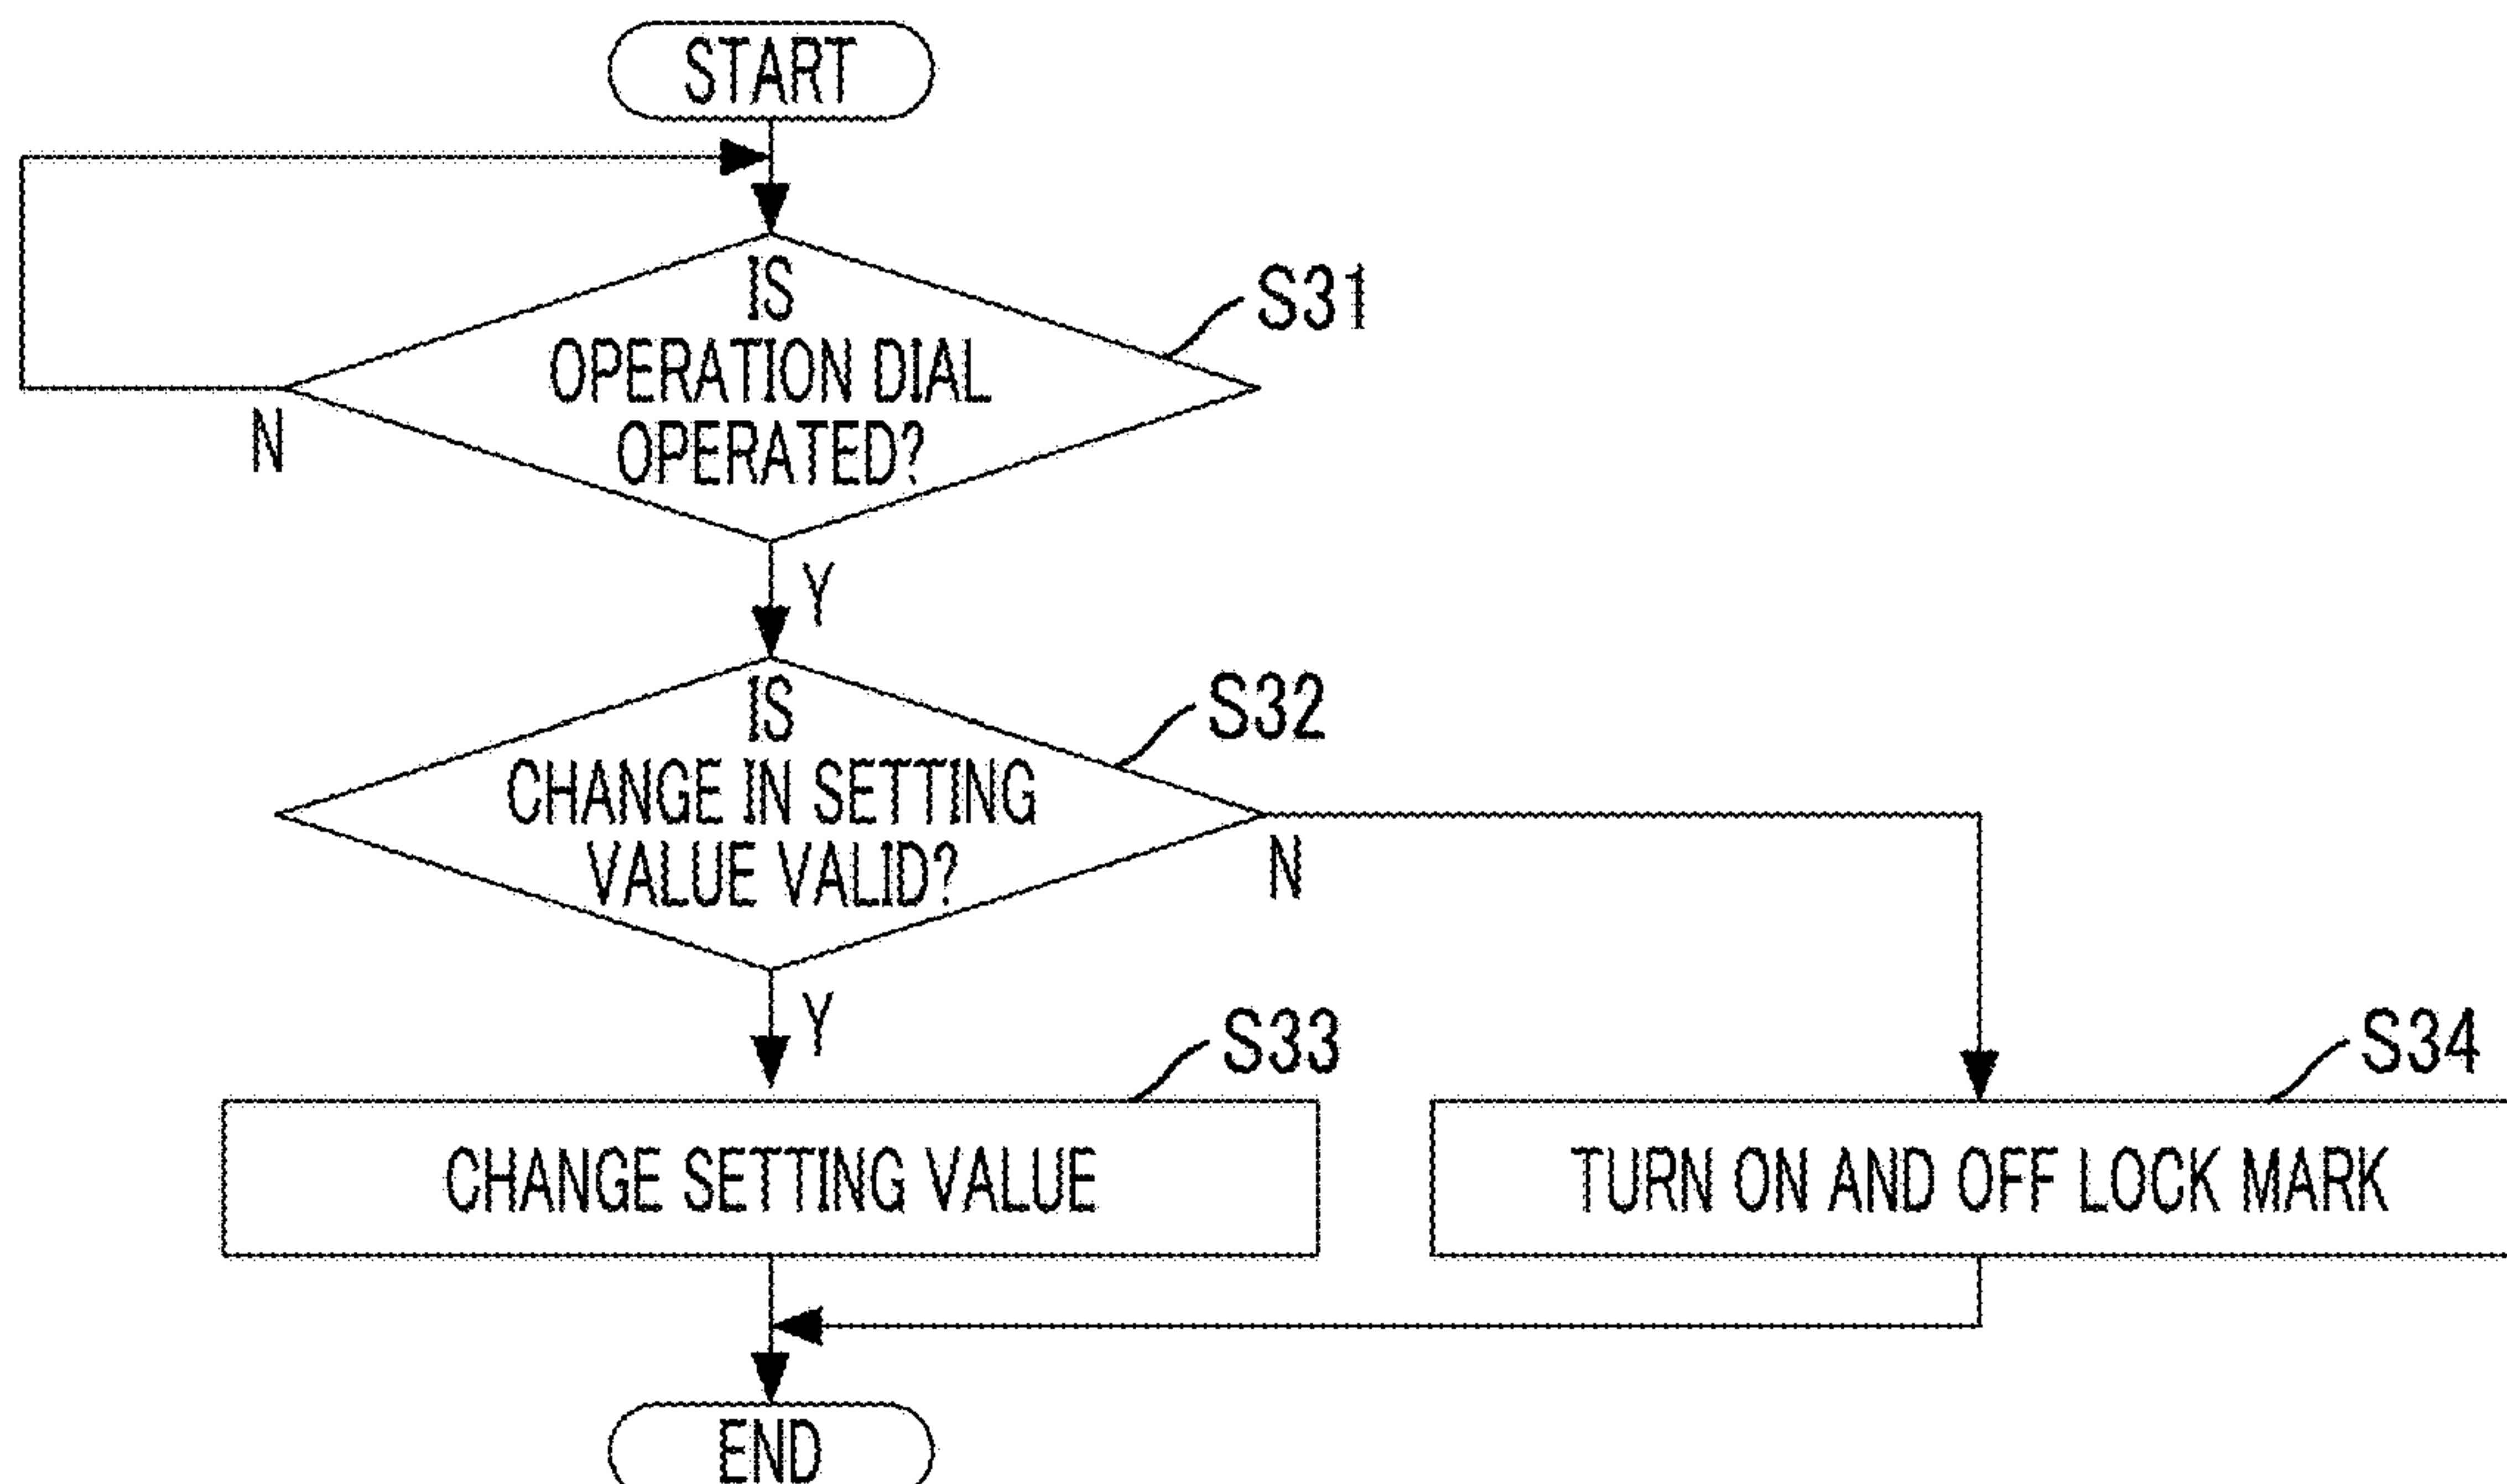 START
IS
OPERATION DIAL
OPERATED?
S31
N
Y
IS
CHANGE IN SETTING
VALUE VALID?
S32
N
Y
S33
CHANGE SETTING VALUE
S34
TURN ON AND OFF LOCK MARK
END